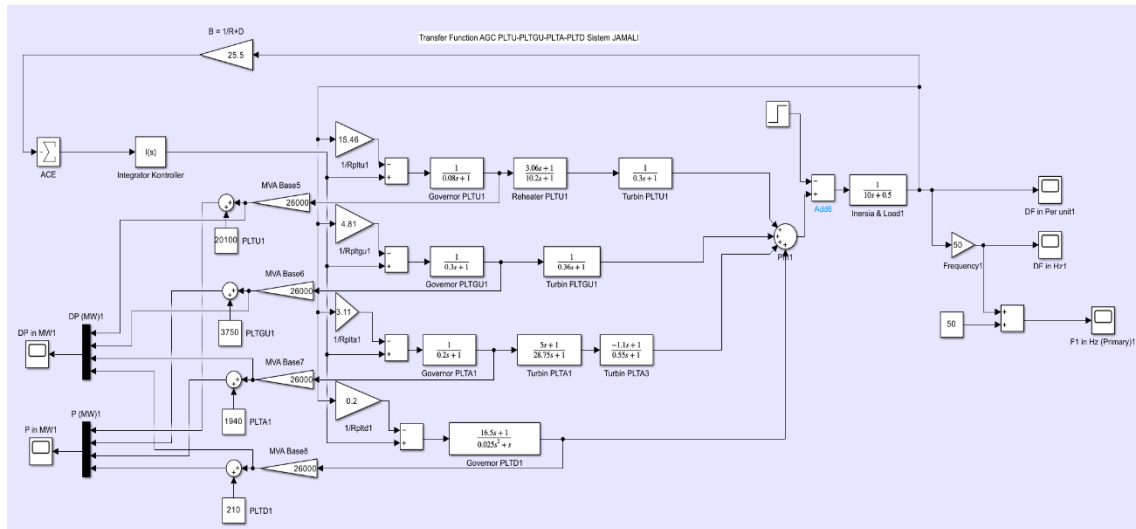 B = 1/R+D
25.5
Transfer Function AGC PLTU-PLTGU-PLTA-PLTD Sistem JAMALI
ACE
I(s)
Integrator Kontroller
15.46
1/Rpltu1
1
0.08s + 1
Governor PLTU1
3.06s + 1
10.2s + 1
Reheater PLTU1
1
0.3s + 1
Turbin PLTU1
Add6
1
10s + 0.5
Inersia & Load1
DF in Per unit1
MVA Base5
26000
20100
PLTU1
4.81
1/Rpltgu1
1
0.3s + 1
Governor PLTGU1
1
0.36s + 1
Turbin PLTGU1
PM1
50
Frequency1
DF in Hz1
MVA Base6
26000
3750
PLTGU1
50
F1 in Hz (Primary)1
DP in MW1
DP (MW)1
3.11
1/Rplta1
1
0.2s + 1
Governor PLTA1
5s + 1
28.75s + 1
Turbin PLTA1
-1.1s + 1
0.55s + 1
Turbin PLTA3
MVA Base7
26000
1940
PLTA1
P in MW1
P (MW)1
0.2
1/Rpltd1
16.5s + 1
0.025s² + s
Governor PLTD1
MVA Base8
26000
210
PLTD1